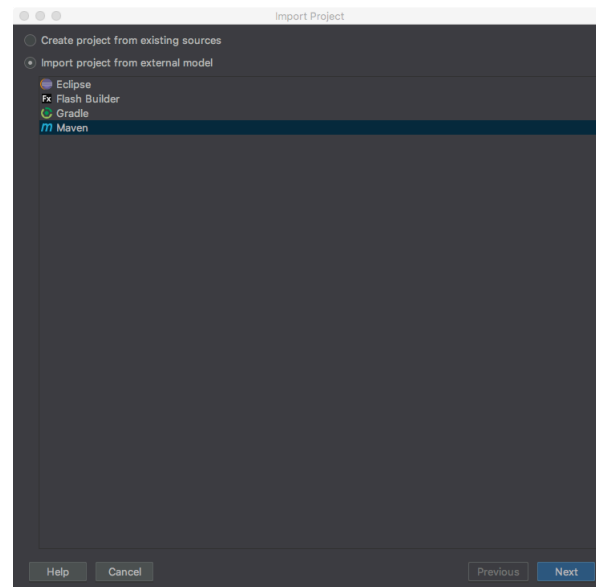 Import Project
Create project from existing sources
Import project from external model
Eclipse
Fx Flash Builder
Gradle
m Maven
Help Cancel Previous Next